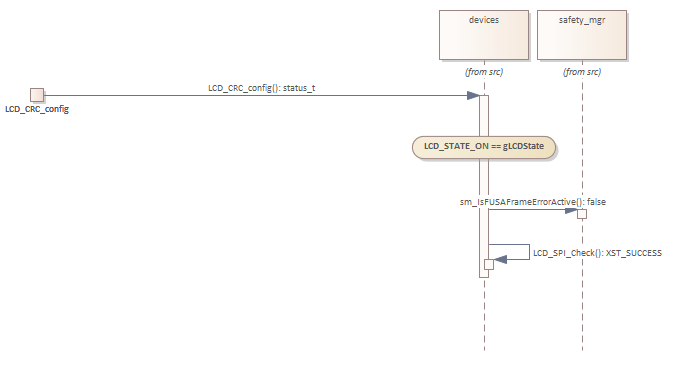 devices
safety_mgr
(from src)
(from src)
LCD_CRC_config(): status_t
LCD_CRC_config
LCD_STATE_ON == gLCDState
sm_IsFUSAFrameErrorActive(): false
LCD_SPI_Check(): XST_SUCCESS